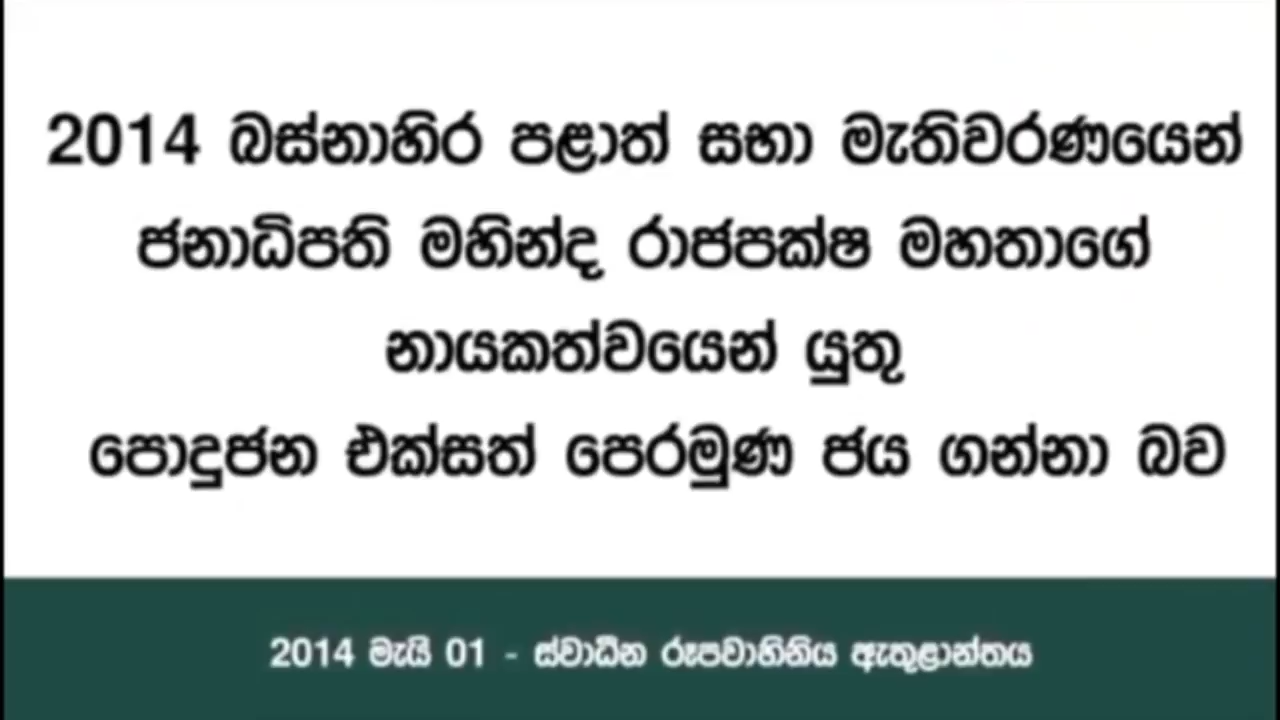 2014 බස්නාහිර පළාත් සභා මැතිවරණයෙන්
ජනාධිපති මහින්ද රාජපක්ෂ මහතාගේ
නායකත්වයෙන් යුතු
පොදුජන එක්සත් පෙරමුණ ජය ගන්නා බව
2014 මැයි 01 - ස්වාධීන රූපවාහිනිය ඇතුළාන්තය